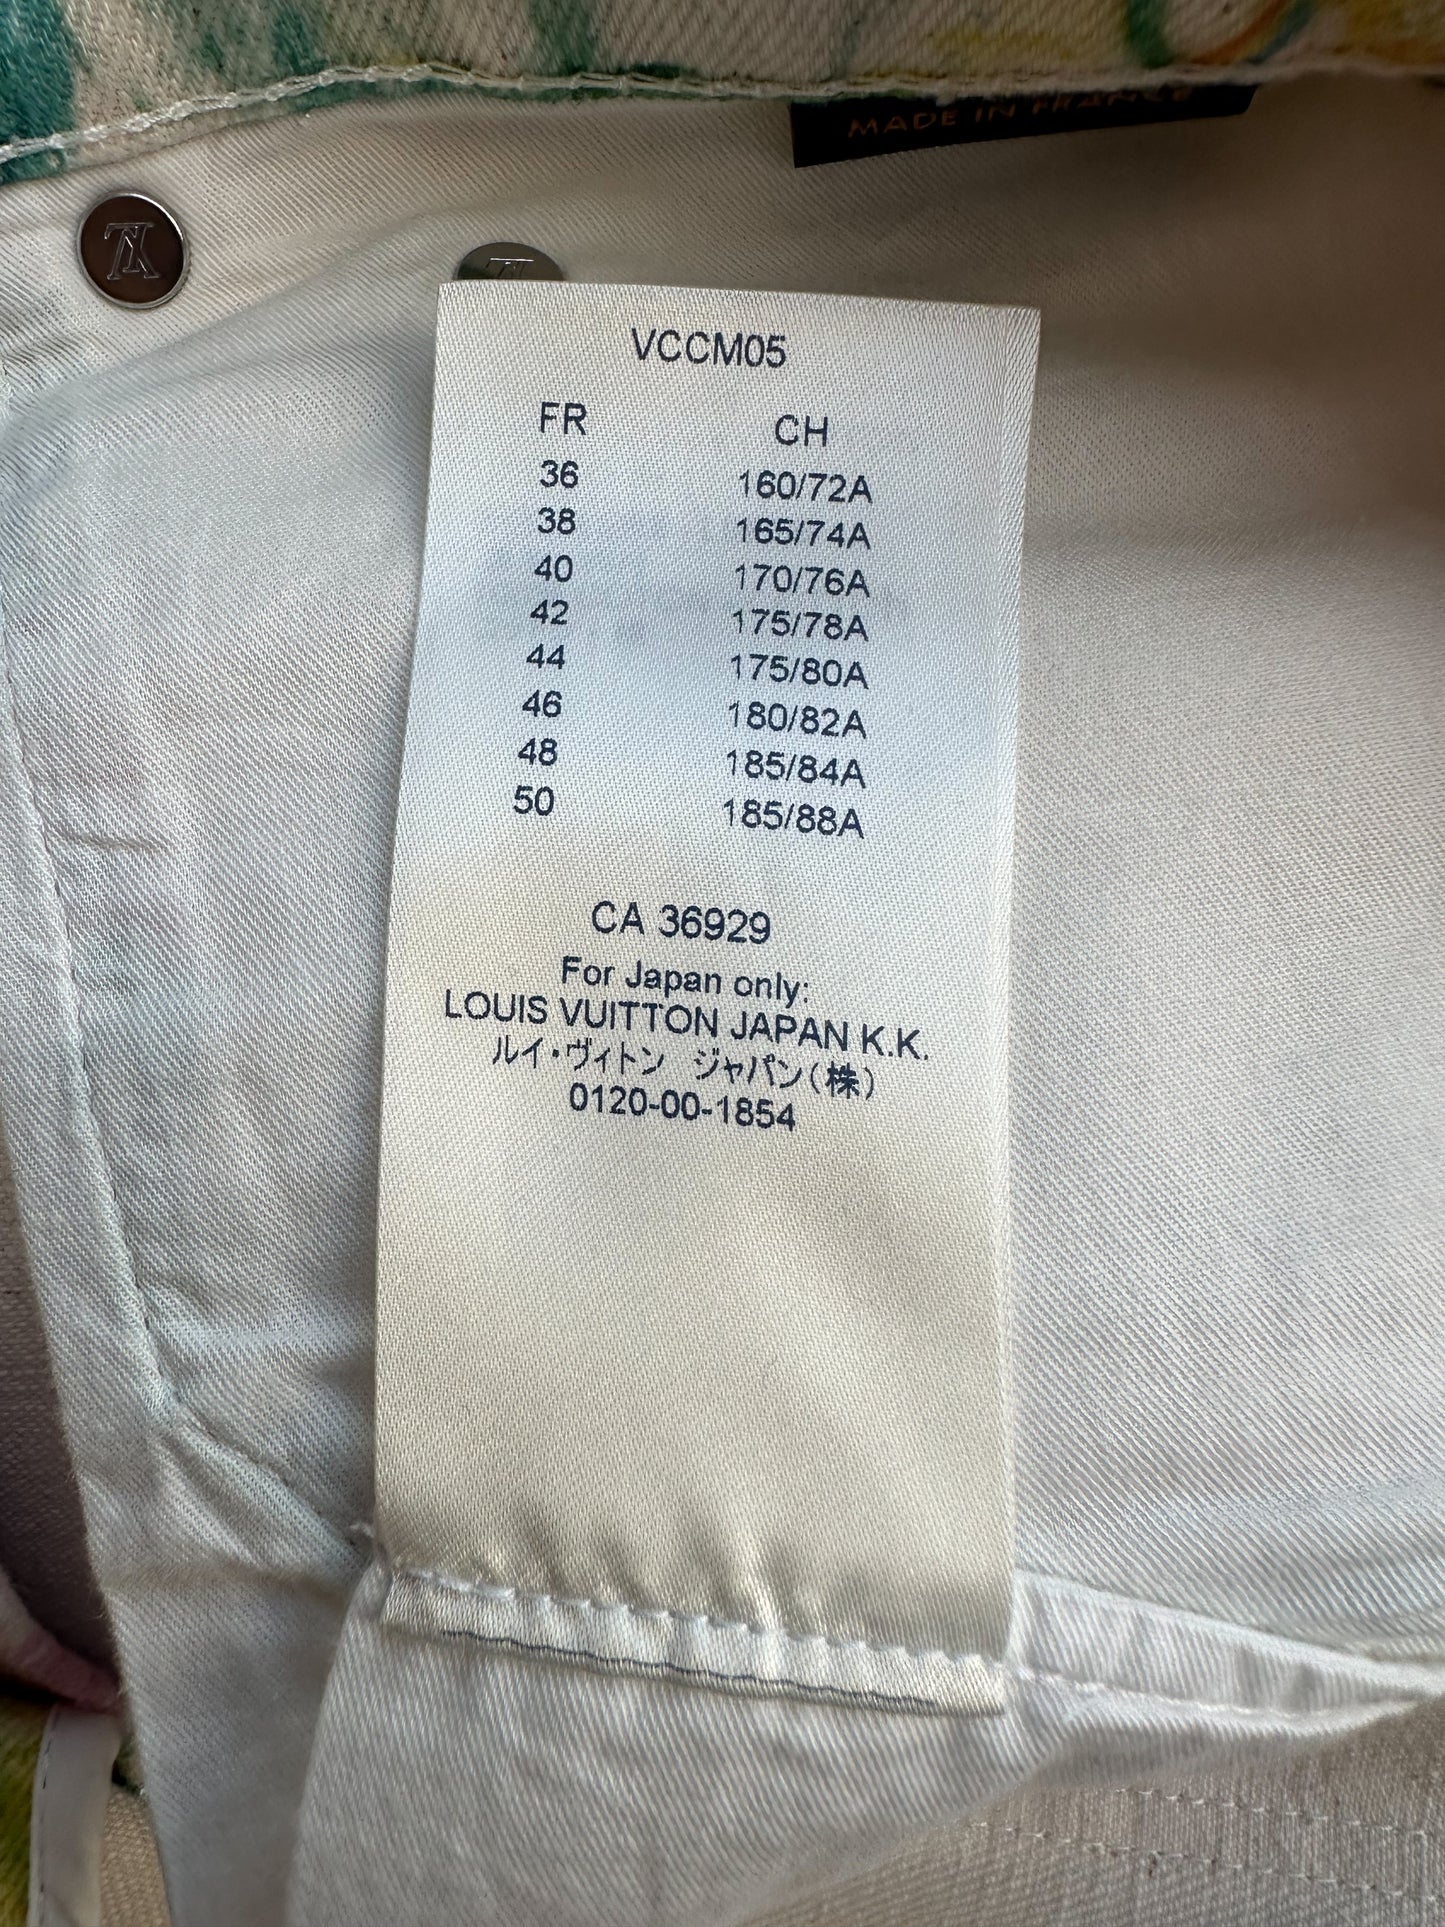 MADE IN FRANCE
LV
VCCM05
FR CH
36 160/72A
38 165/74A
40 170/76A
42 175/78A
44 175/80A
46 180/82A
48 185/84A
50 185/88A
CA 36929
For Japan only:
LOUIS VUITTON JAPAN K.K.
ルイ・ヴィトン ジャパン(株)
0120-00-1854